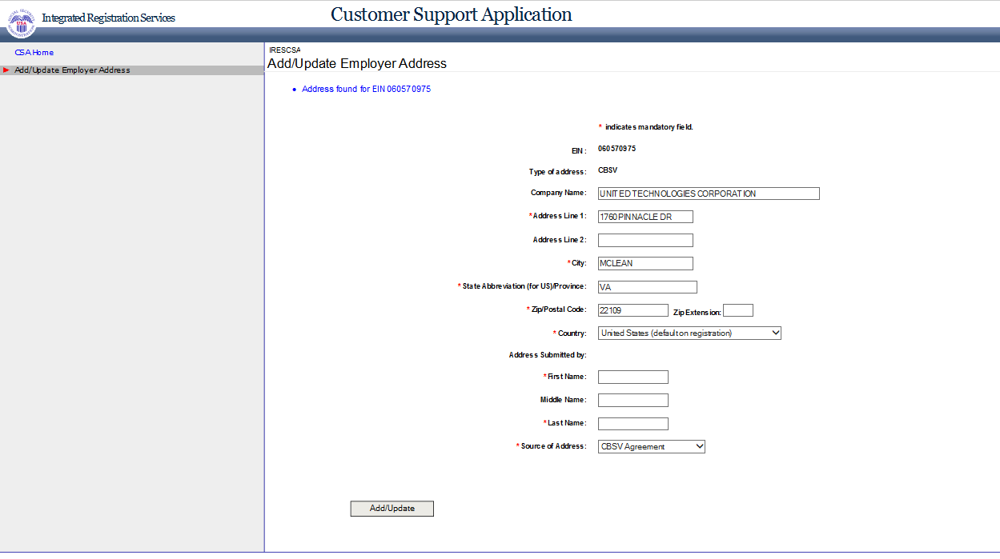 Integrated Registration Services
Customer Support Application
CSA Home
Add/Update Employer Address
IRESCSA
Add/Update Employer Address
Address found for EIN 060570975
* indicates mandatory field.
EIN : 060570975
Type of address: CBSV
Company Name: UNITED TECHNOLOGIES CORPORATION
*Address Line 1: 1760 PINNACLE DR
Address Line 2:
*City: MCLEAN
* State Abbreviation (for US)/Province: VA
* Zip/Postal Code: 22109 Zip Extension:
* Country: United States (default on registration)
Address Submitted by:
*First Name:
Middle Name:
*Last Name:
* Source of Address: CBSV Agreement
Add/Update